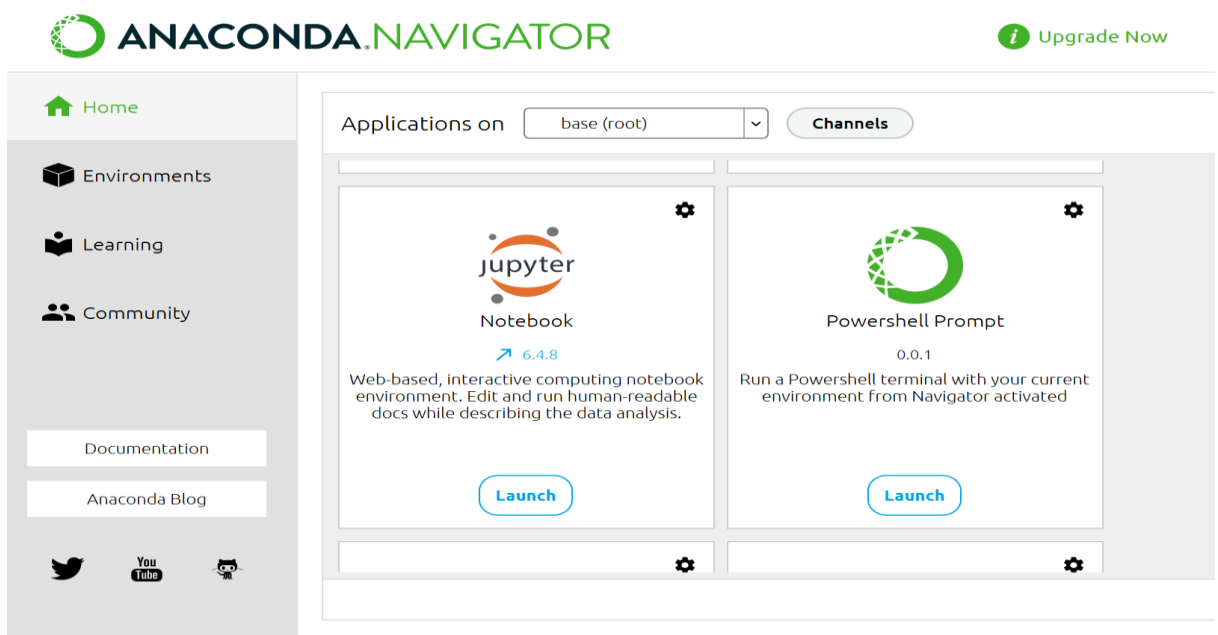 ANACONDA.NAVIGATOR
i Upgrade Now
Home
Environments
Learning
Community
Documentation
Anaconda Blog
You
Tube
Applications on base (root) Channels
jupyter
Notebook
6.4.8
Web-based, interactive computing notebook
environment. Edit and run human-readable
docs while describing the data analysis.
Launch
Powershell Prompt
0.0.1
Run a Powershell terminal with your current
environment from Navigator activated
Launch